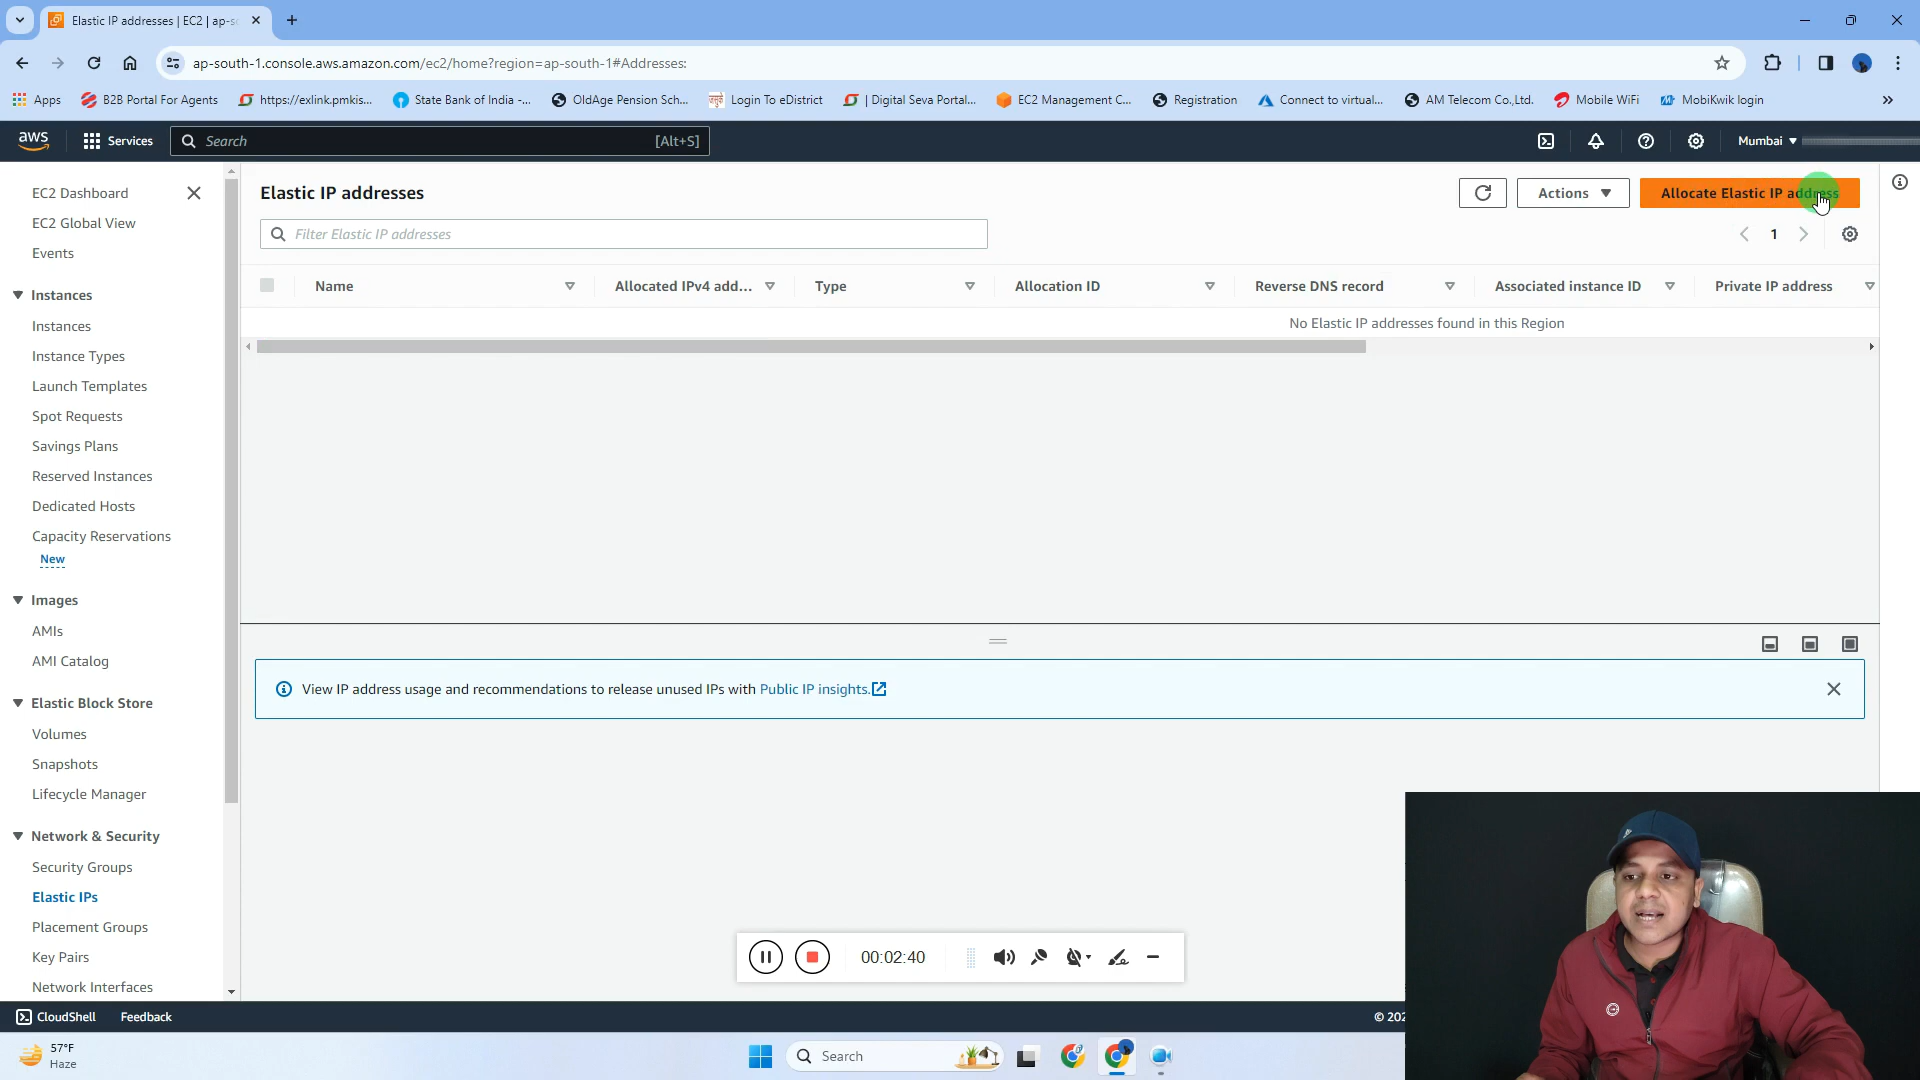 Elastic IP addresses | EC2 | ap-s
ap-south-1.console.aws.amazon.com/ec2/home?region=ap-south-1#Addresses:
Apps
B2B Portal For Agents
https://exlink.pmkis...
State Bank of India -...
OldAge Pension Sch...
Login To eDistrict
| Digital Seva Portal...
EC2 Management C...
Registration
Connect to virtual...
AM Telecom Co.,Ltd.
Mobile WiFi
MobiKwik login
aws
Services
Search
[Alt+S]
Mumbai
EC2 Dashboard
EC2 Global View
Events
Instances
Instances
Instance Types
Launch Templates
Spot Requests
Savings Plans
Reserved Instances
Dedicated Hosts
Capacity Reservations
New
Images
AMIs
AMI Catalog
Elastic Block Store
Volumes
Snapshots
Lifecycle Manager
Network & Security
Security Groups
Elastic IPs
Placement Groups
Key Pairs
Network Interfaces
Elastic IP addresses
Actions
Allocate Elastic IP address
Filter Elastic IP addresses
1
Name
Allocated IPv4 add...
Type
Allocation ID
Reverse DNS record
Associated instance ID
Private IP address
No Elastic IP addresses found in this Region
View IP address usage and recommendations to release unused IPs with Public IP insights.
00:02:40
CloudShell
Feedback
© 202
57°F
Haze
Search